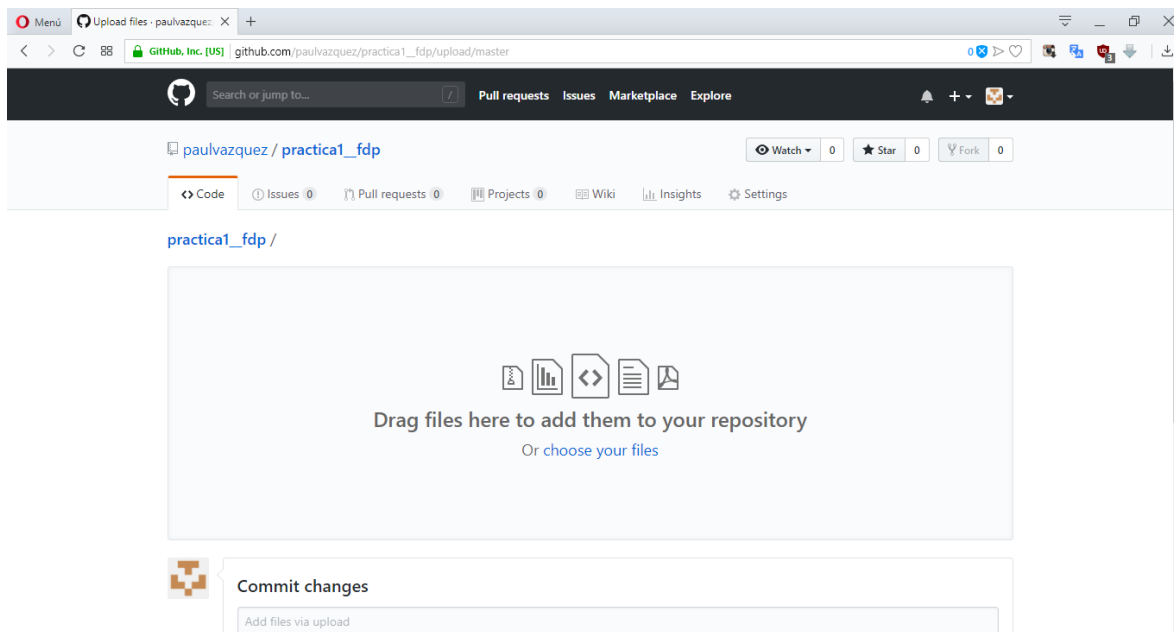 Menú Upload files · paulvazquez
GitHub, Inc. [US] github.com/paulvazquez/practica1__fdp/upload/master 0
3
Search or jump to... / Pull requests Issues Marketplace Explore
paulvazquez / practica1__fdp Watch 0 Star 0 Fork 0
Code Issues 0 Pull requests 0 Projects 0 Wiki Insights Settings
practica1__fdp /
Drag files here to add them to your repository
Or choose your files
Commit changes
Add files via upload